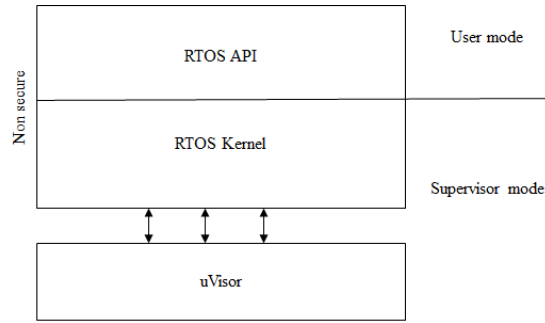 User mode
RTOS API
Non secure
RTOS Kernel
Supervisor mode
uVisor